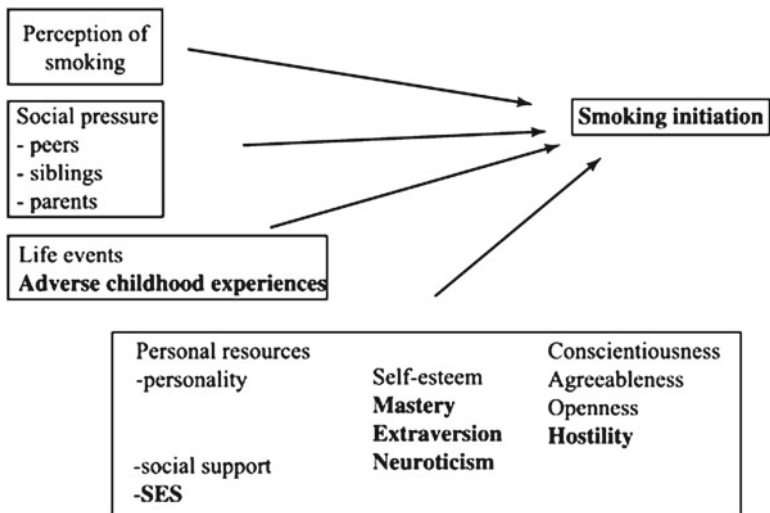 Perception of
smoking
Smoking initiation
Social pressure
- peers
- siblings
- parents
Life events
Adverse childhood experiences
Personal resources
-personality
-social support
-SES
Self-esteem
Mastery
Extraversion
Neuroticism
Conscientiousness
Agreeableness
Openness
Hostility